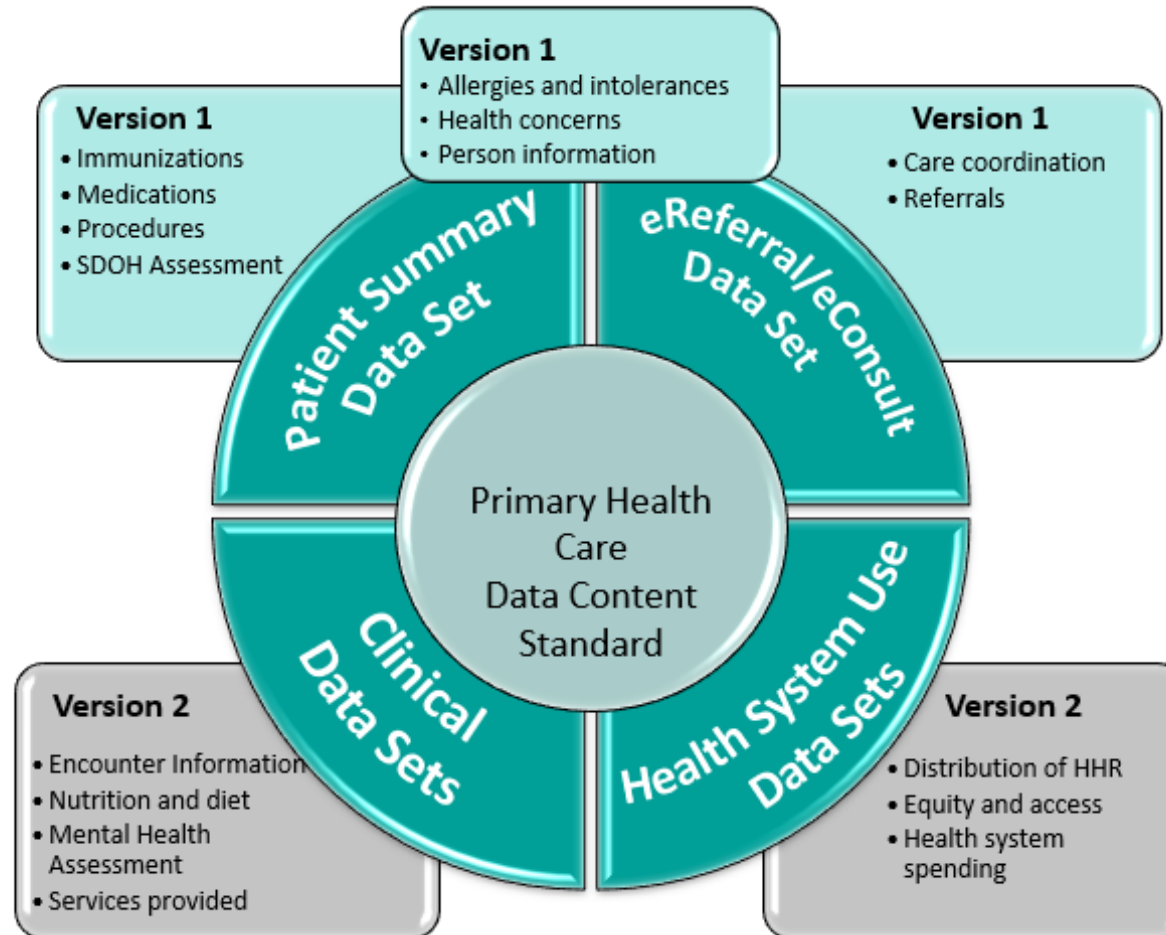 Version 1
• Allergies and intolerances
• Health concerns
• Person information
Version 1
• Immunizations
• Medications
• Procedures
• SDOH Assessment
Version 1
• Care coordination
• Referrals
Patient Summary
Data Set
eReferral/eConsult
Data Set
Primary Health
Care
Data Content
Standard
Clinical
Data Sets
Health System Use
Data Sets
Version 2
• Encounter Information
• Nutrition and diet
• Mental Health
Assessment
• Services provided
Version 2
• Distribution of HHR
• Equity and access
• Health system
spending